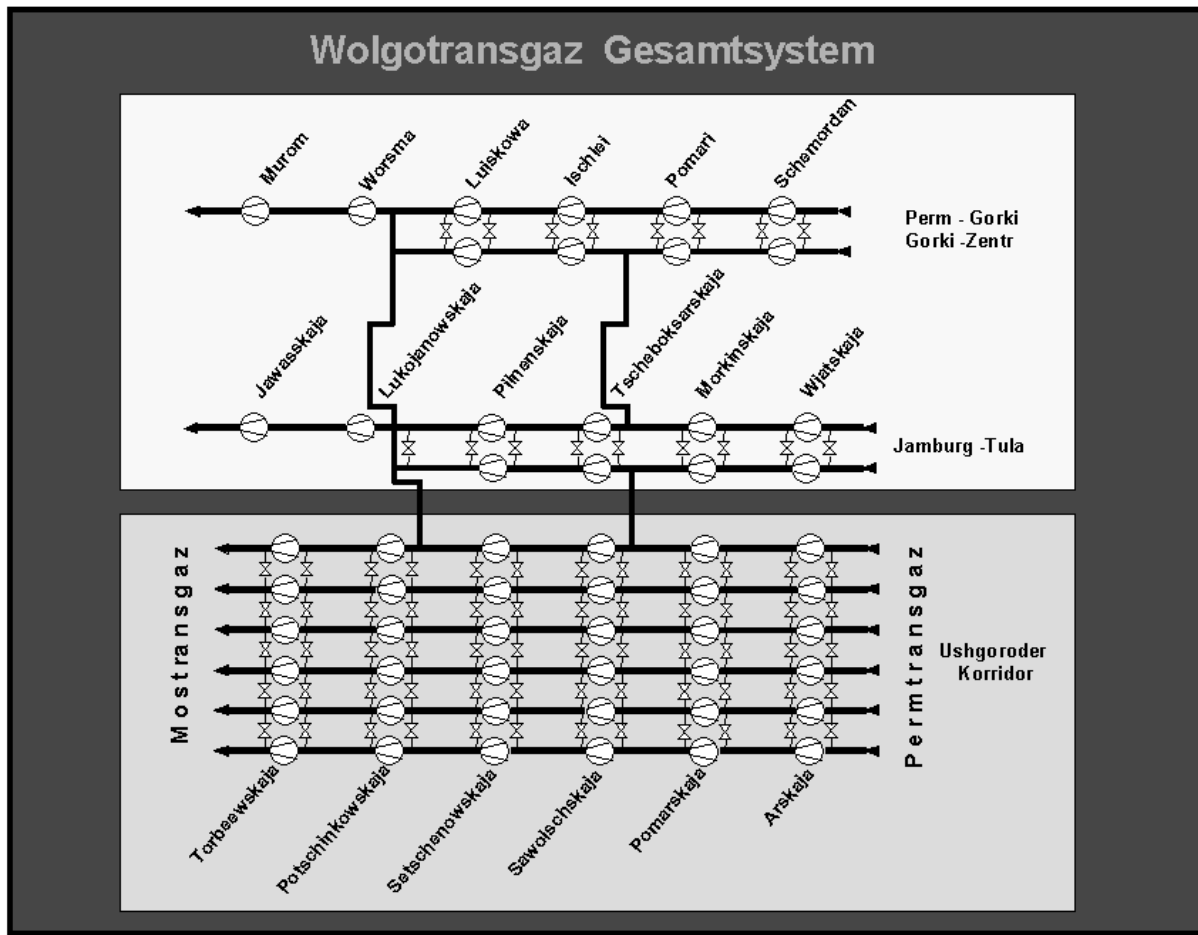 Wolgotransgaz Gesamtsystem
Murom
Worsma
Luiskowa
Ischlei
Pomari
Schemordan
Perm - Gorki
Gorki -Zentr
Jawasskaja
Lukojanowskaja
Pilnenskaja
Tscheboksarskaja
Morkinskaja
Wjatskaja
Jamburg -Tula
Mostransgaz
Permtransgaz
Ushgoroder
Korridor
Torbeewskaja
Potschinkowskaja
Setschenowskaja
Sawolschskaja
Pomarskaja
Arskaja